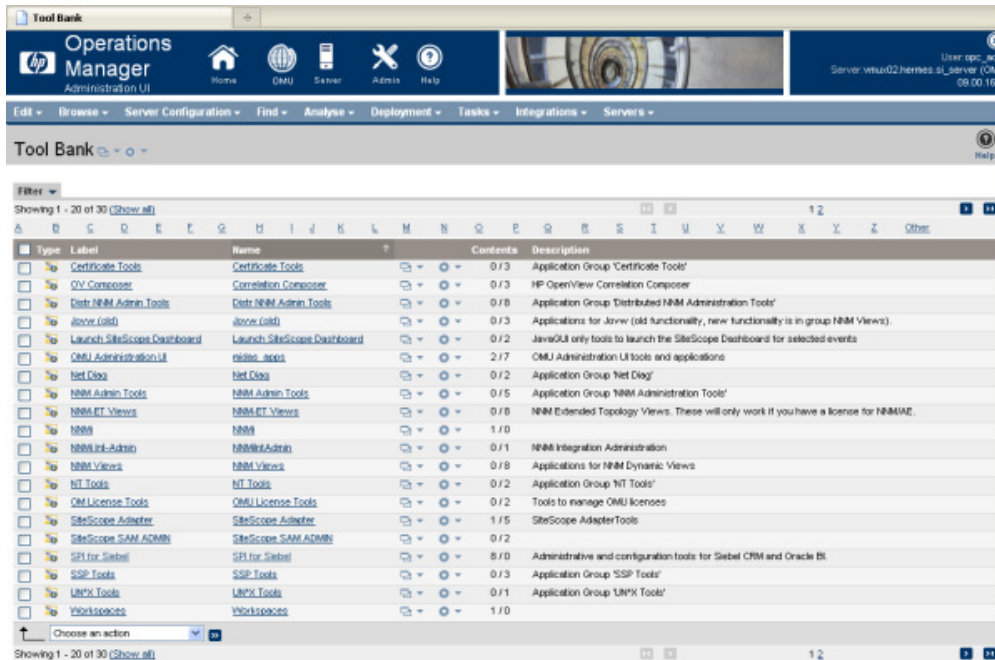 Tool Bank
Operations
Manager
Administration UI
hp
Home OMU Server Admin Help
User:opc_
Server:vmux02.hermes.si_server
09.00.16
Edit Browse Server Configuration Find Analyse Deployment Tasks Integrations Servers
Tool Bank
Help
Filter
Showing 1 - 20 of 30 (Show all) 1 2
A B C D E F G H I J K L M N O P Q R S T U V W X Y Z Other
Type Label Name Contents Description
Certificate Tools Certificate Tools 0 / 3 Application Group 'Certificate Tools'
OV Composer Correlation Composer 0 / 3 HP OpenView Correlation Composer
Distr NNM Admin Tools Distr NNM Admin Tools 0 / 8 Application Group 'Distributed NNM Administration Tools'
Jovw (old) Jovw (old) 0 / 3 Applications for Jovw (old functionality, new functionality is in group NNM Views).
Launch SiteScope Dashboard Launch SiteScope Dashboard 0 / 2 JavaGUI only tools to launch the SiteScope Dashboard for selected events
OMU Administration UI midas_apps 2 / 7 OMU Administration UI tools and applications
Net Diag Net Diag 0 / 2 Application Group 'Net Diag'
NNM Admin Tools NNM Admin Tools 0 / 5 Application Group 'NNM Administration Tools'
NNM-ET Views NNM-ET Views 0 / 8 NNM Extended Topology Views. These will only work if you have a license for NNM/AE.
NNMi NNMi 1 / 0
NNMi Int-Admin NNMiIntAdmin 0 / 1 NNMi Integration Administration
NNM Views NNM Views 0 / 8 Applications for NNM Dynamic Views
NT Tools NT Tools 0 / 2 Application Group 'NT Tools'
OM License Tools OMU License Tools 0 / 2 Tools to manage OMU licenses
SiteScope Adapter SiteScope Adapter 1 / 5 SiteScope AdapterTools
SiteScope SAM ADMIN SiteScope SAM ADMIN 0 / 2
SPI for Siebel SPI for Siebel 8 / 0 Administrative and configuration tools for Siebel CRM and Oracle BI.
SSP Tools SSP Tools 0 / 3 Application Group 'SSP Tools'
UN*X Tools UN*X Tools 0 / 1 Application Group 'UN*X Tools'
Workspaces Workspaces 1 / 0
Choose an action
Showing 1 - 20 of 30 (Show all) 1 2